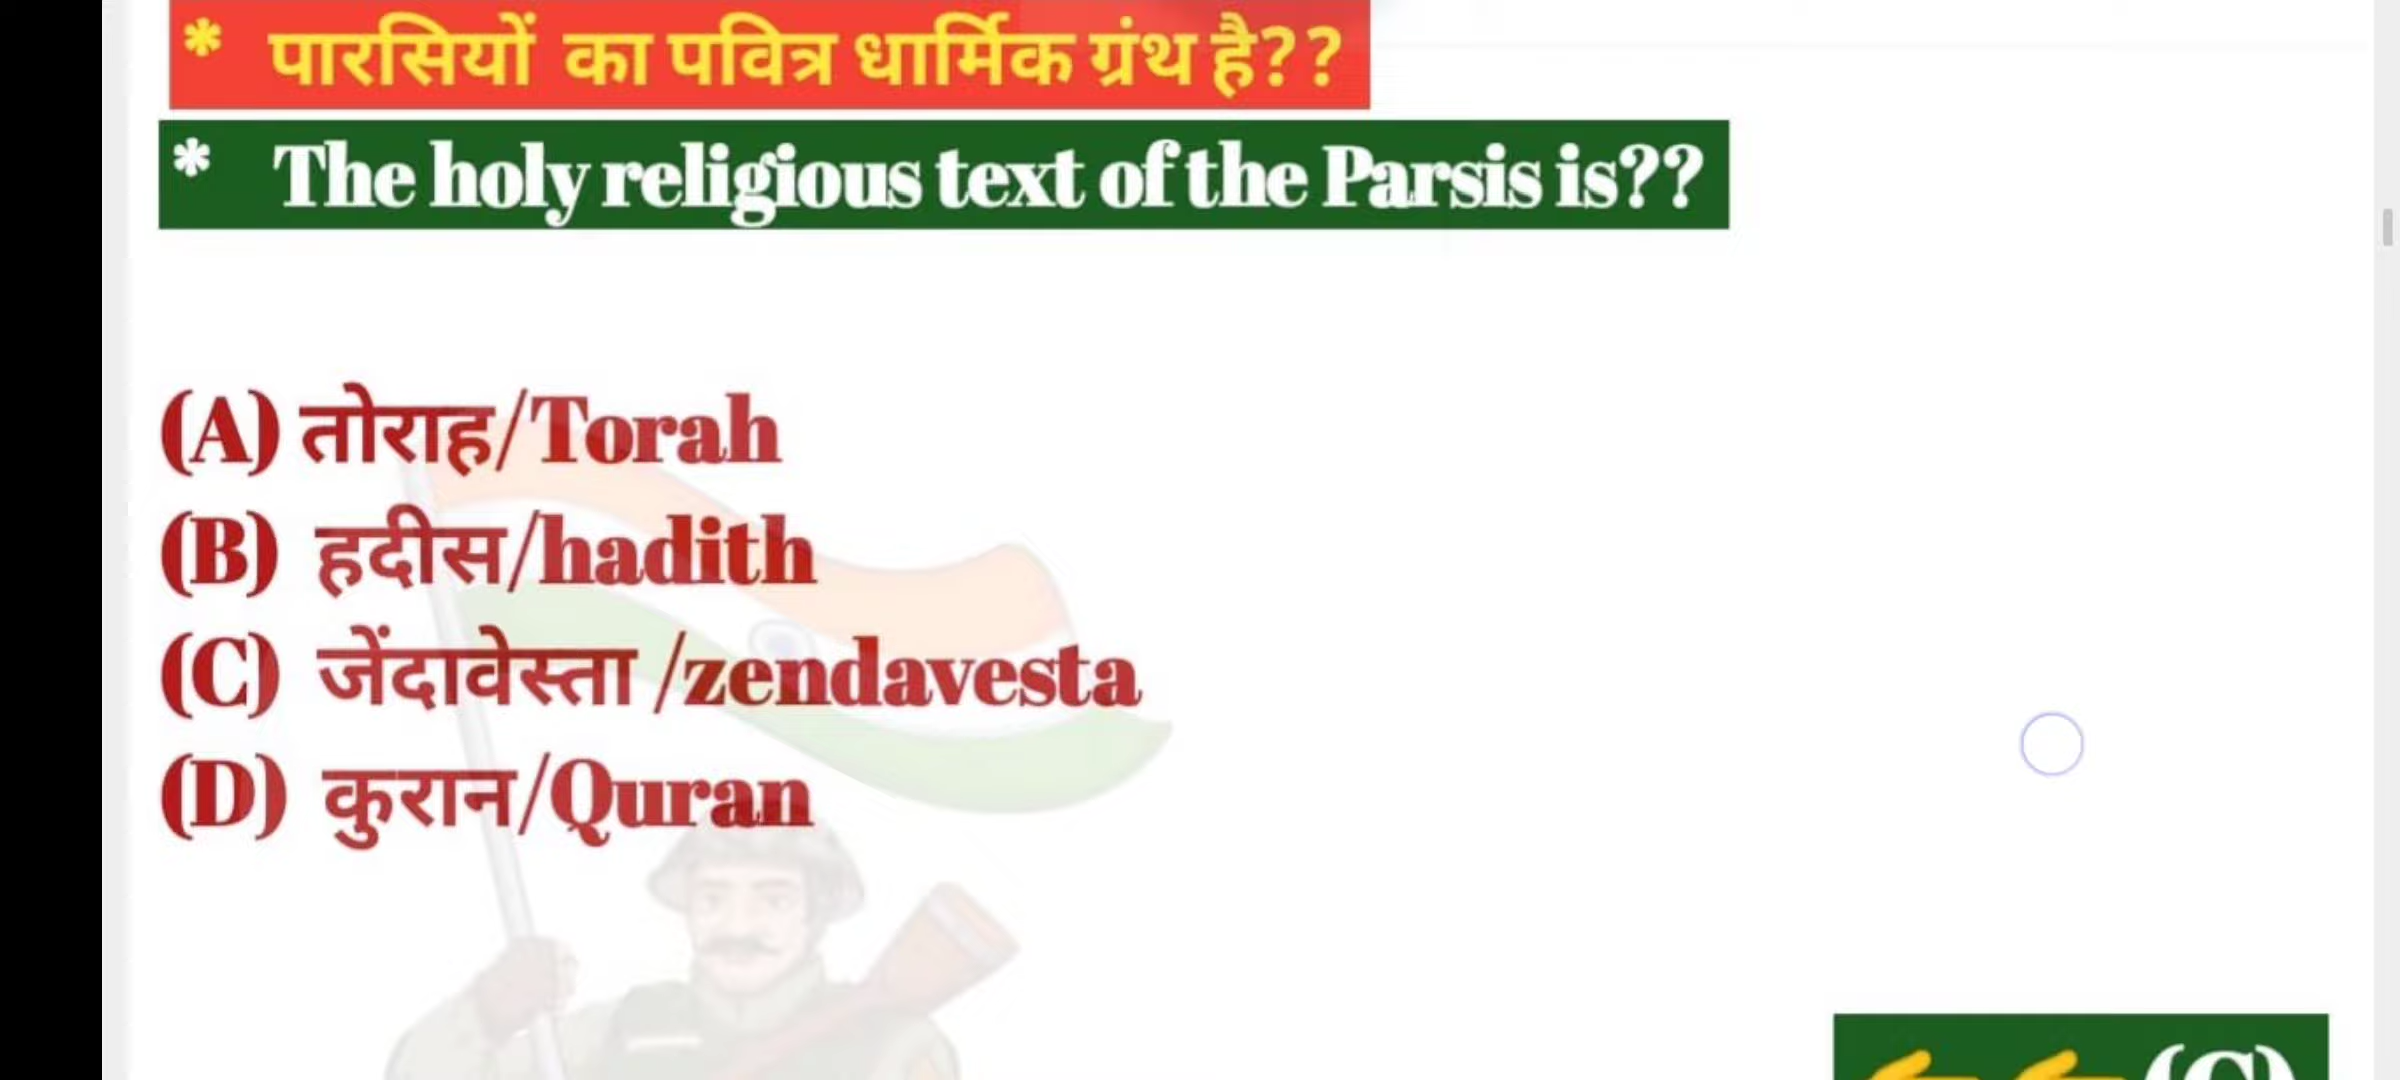 * पारसियों का पवित्र धार्मिक ग्रंथ है??
* The holy religious text of the Parsis is??
(A) तोराह/Torah
(B) हदीस/hadith
(C) जेंदावेस्ता /zendavesta
(D) कुरान/Quran
(C)